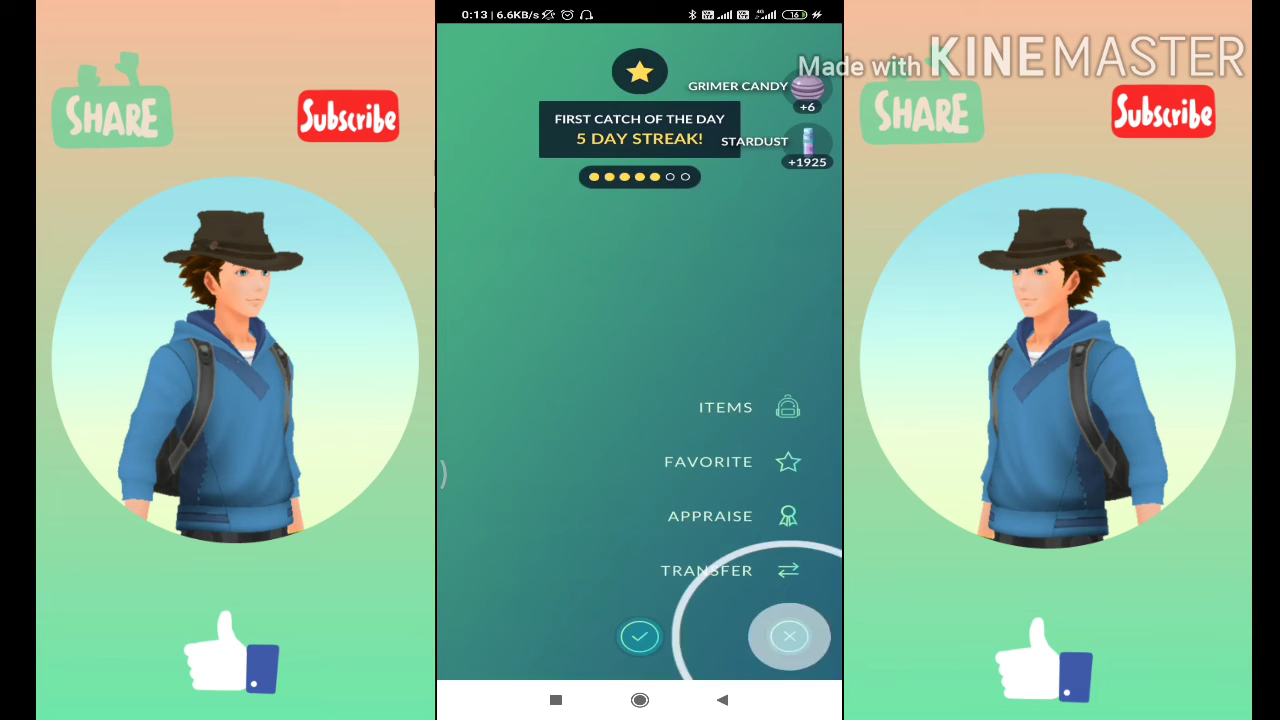 0:13 | 6.6KB/s
16
Made with KINEMASTER
SHARE
Subscribe
FIRST CATCH OF THE DAY
5 DAY STREAK!
GRIMER CANDY
+6
STARDUST
+1925
SHARE
Subscribe
ITEMS
FAVORITE
APPRAISE
TRANSFER